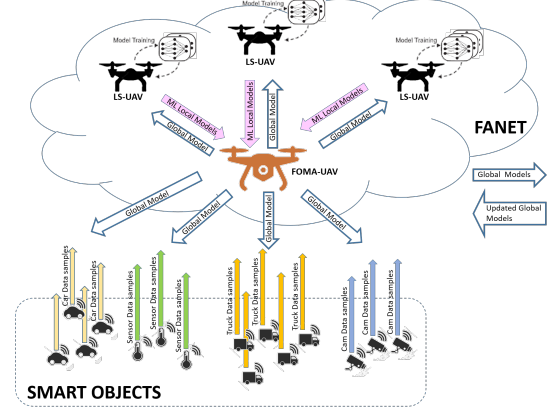 Model Training
LS-UAV
Model Training
LS-UAV
Model Training
LS-UAV
ML Local Models
Global Model
ML Local Models
Global Model
ML Local Models
Global Model
FANET
FOMA-UAV
Global Models
Updated Global
Models
Global Model
Global Model
Global Model
Global Model
Car Data samples
Car Data samples
Sensor Data samples
Sensor Data samples
Sensor Data samples
Truck Data samples
Truck Data samples
Truck Data samples
Cam Data samples
Cam Data samples
Cam Data samples
SMART OBJECTS